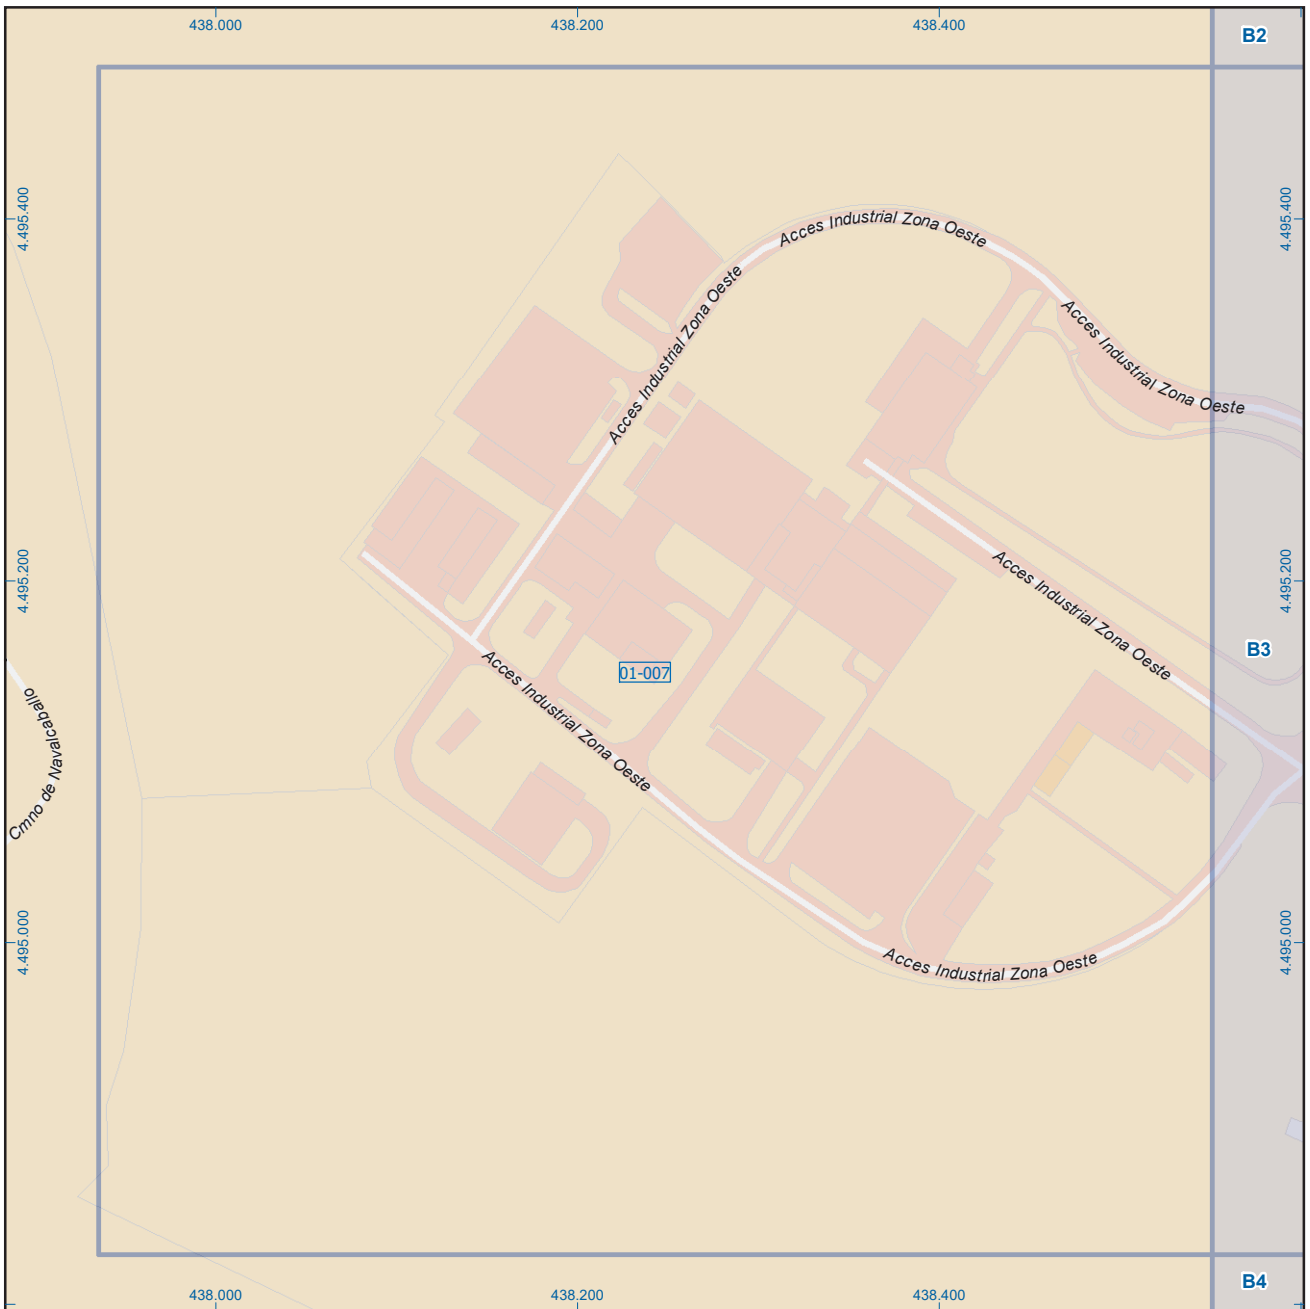 438.000
438.200
438.400
B2
4.495.400
4.495.400
Acces Industrial Zona Oeste
Acces Industrial Zona Oeste
Acces Industrial Zona Oeste
4.495.200
4.495.200
Acces Industrial Zona Oeste
B3
01-007
Acces Industrial Zona Oeste
Cmno de Navalcaballo
4.495.000
4.495.000
Acces Industrial Zona Oeste
B4
438.000
438.200
438.400